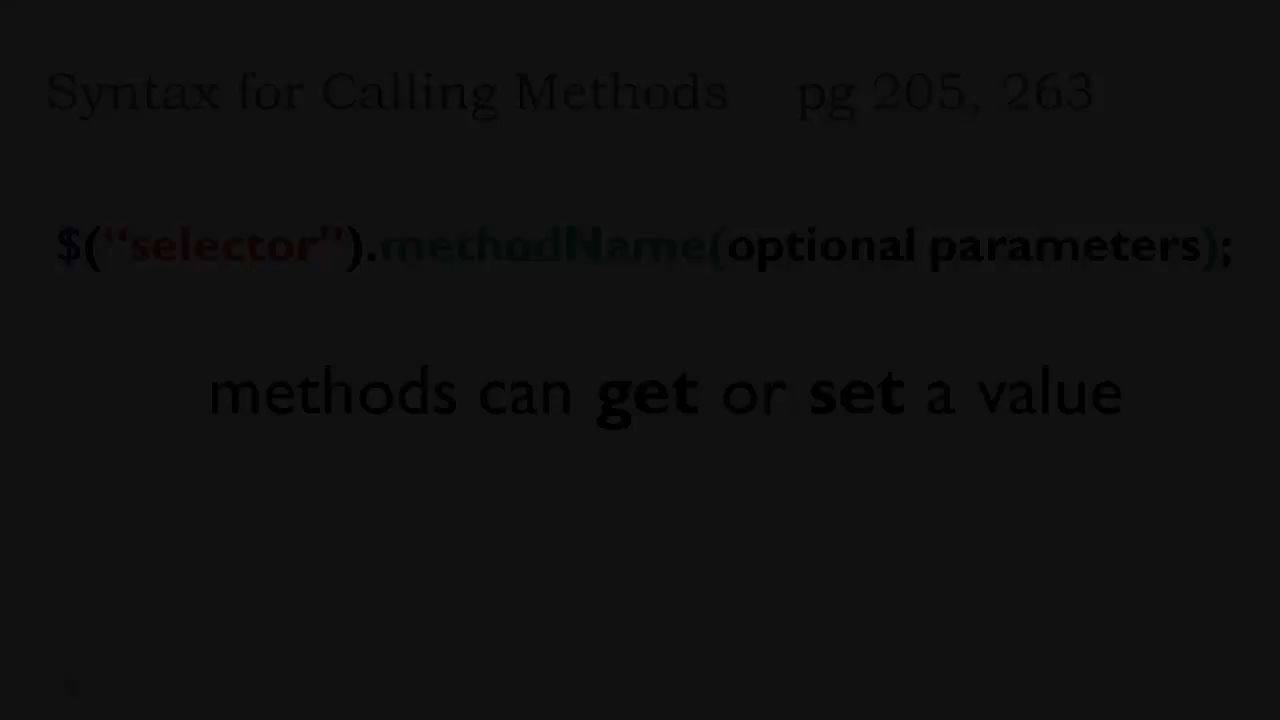 Syntax for Calling Methods pg 205, 263
$(“selector”).methodName(optional parameters);
methods can get or set a value